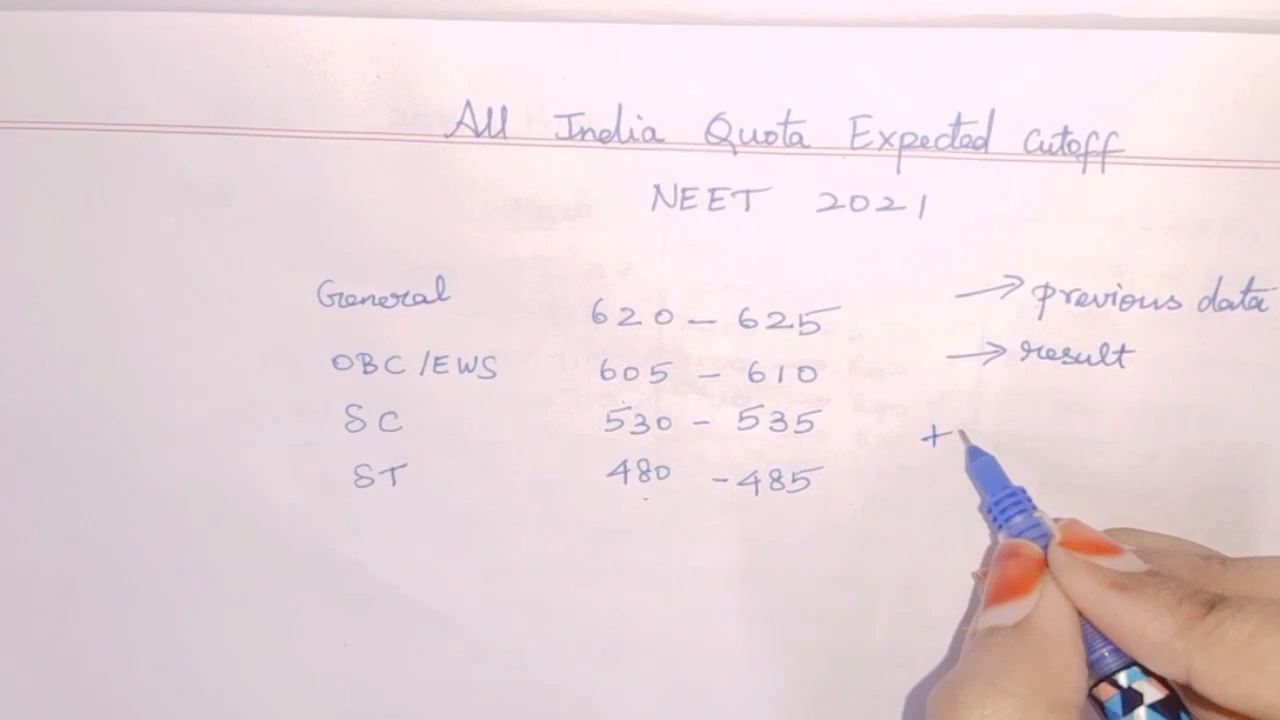 All India Quota Expected Cutoff
NEET 2021
General 620 - 625
OBC/EWS 605 - 610
SC 530 - 535
ST 480 - 485
→ previous data
→ result
+